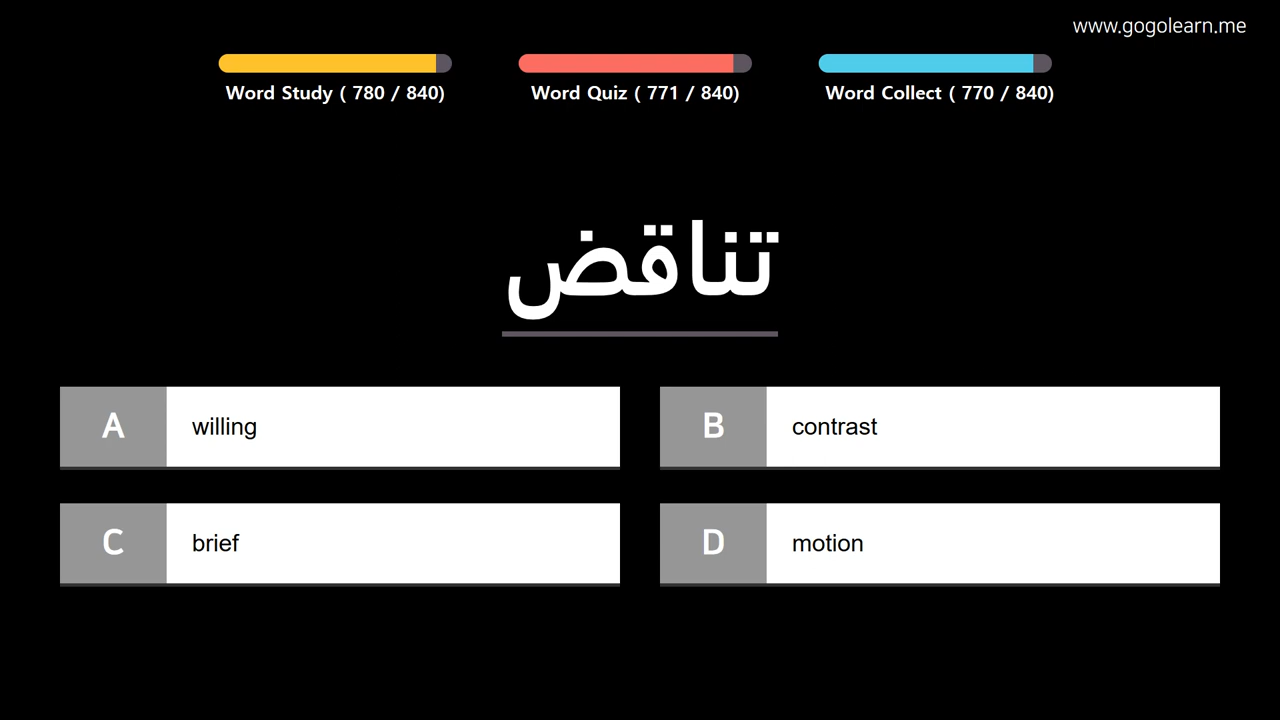 www.gogolearn.me
Word Study ( 780 / 840)
Word Quiz ( 771 / 840)
Word Collect ( 770 / 840)
تناقض
A willing
B contrast
C brief
D motion